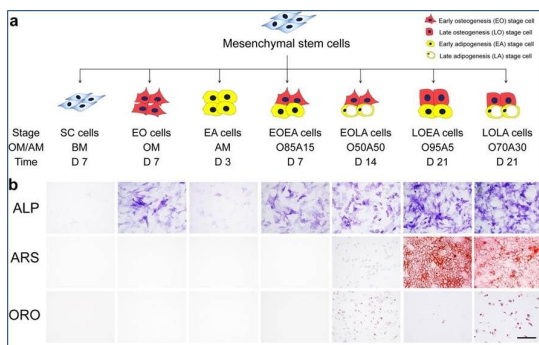 a
Mesenchymal stem cells
Early osteogenesis (EO) stage cell
Late osteogenesis (LO) stage cell
Early adipogenesis (EA) stage cell
Late adipogenesis (LA) stage cell
Stage SC cells EO cells EA cells EOEA cells EOLA cells LOEA cells LOLA cells
OM/AM BM OM AM O85A15 O50A50 O95A5 O70A30
Time D 7 D 7 D 3 D 7 D 14 D 21 D 21
b
ALP
ARS
ORO